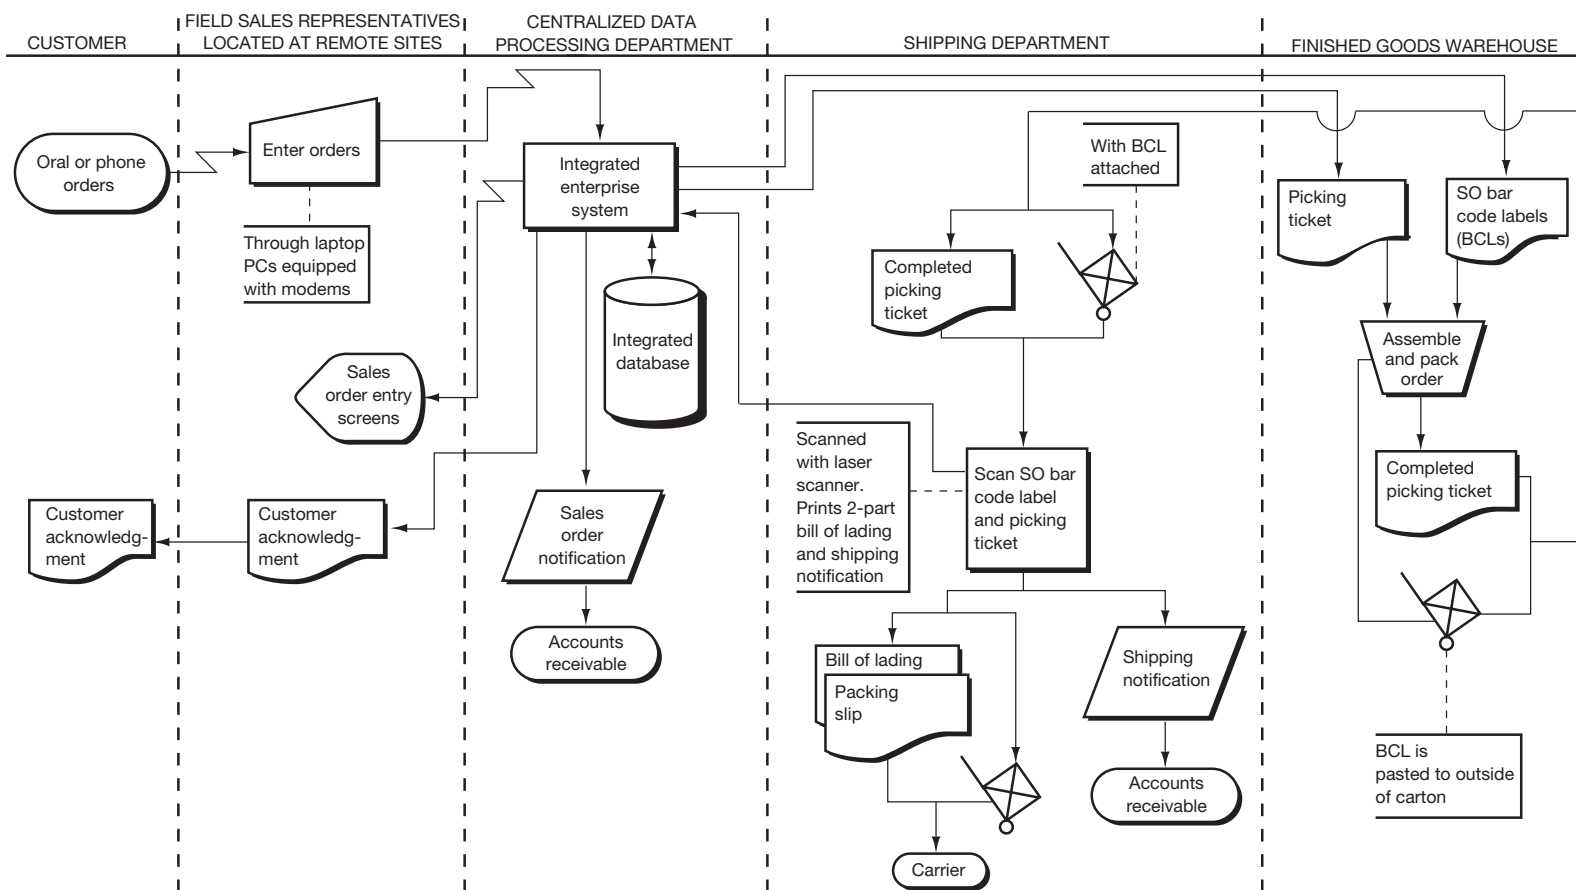 CUSTOMER
FIELD SALES REPRESENTATIVES
LOCATED AT REMOTE SITES
CENTRALIZED DATA
PROCESSING DEPARTMENT
SHIPPING DEPARTMENT
FINISHED GOODS WAREHOUSE
Oral or phone
orders
Enter orders
Through laptop
PCs equipped
with modems
Sales
order entry
screens
Customer
acknowledg-
ment
Customer
acknowledg-
ment
Integrated
enterprise
system
Integrated
database
Sales
order
notification
Accounts
receivable
With BCL
attached
Completed
picking
ticket
Scanned
with laser
scanner.
Prints 2-part
bill of lading
and shipping
notification
Scan SO bar
code label
and picking
ticket
Bill of lading
Packing
slip
Shipping
notification
Accounts
receivable
Carrier
Picking
ticket
SO bar
code labels
(BCLs)
Assemble
and pack
order
Completed
picking ticket
BCL is
pasted to outside
of carton